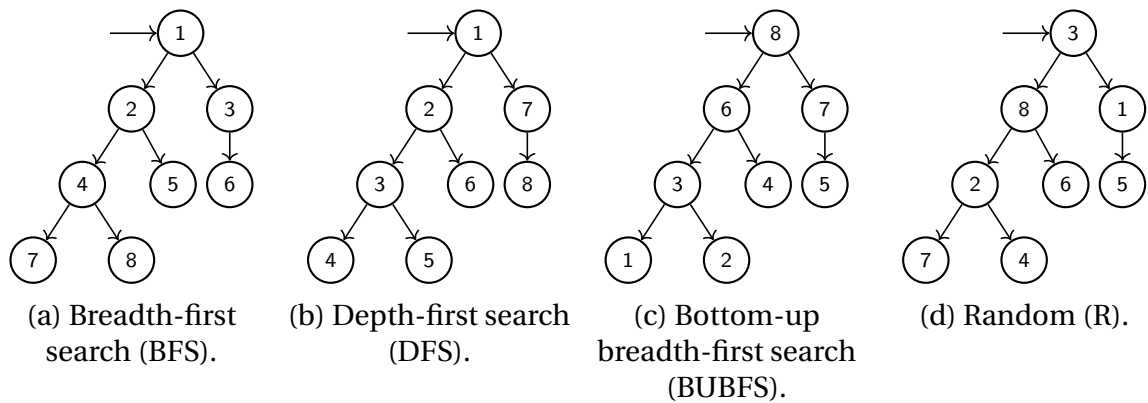 1
2 3
4 5 6
7 8
(a) Breadth-first
search (BFS).
1
2 7
3 6 8
4 5
(b) Depth-first search
(DFS).
8
6 7
3 4 5
1 2
(c) Bottom-up
breadth-first search
(BUBFS).
3
8 1
2 6 5
7 4
(d) Random (R).